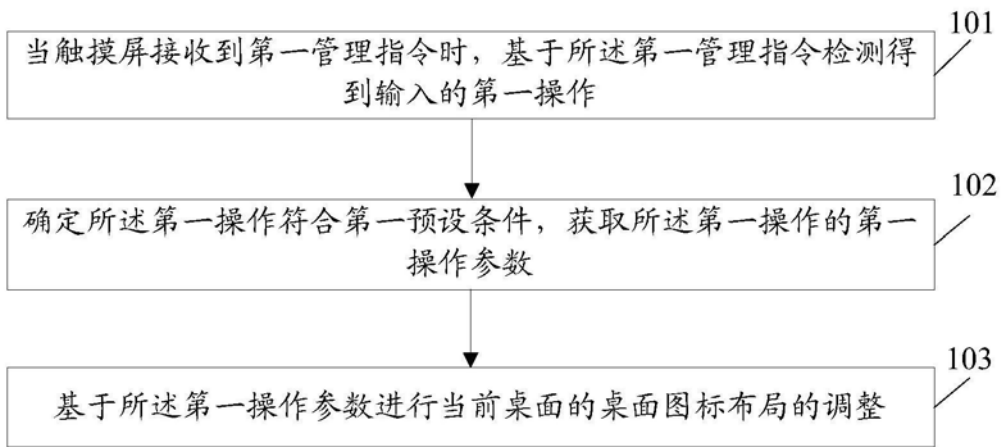 101
当触摸屏接收到第一管理指令时，基于所述第一管理指令检测得
到输入的第一操作
102
确定所述第一操作符合第一预设条件，获取所述第一操作的第一
操作参数
103
基于所述第一操作参数进行当前桌面的桌面图标布局的调整